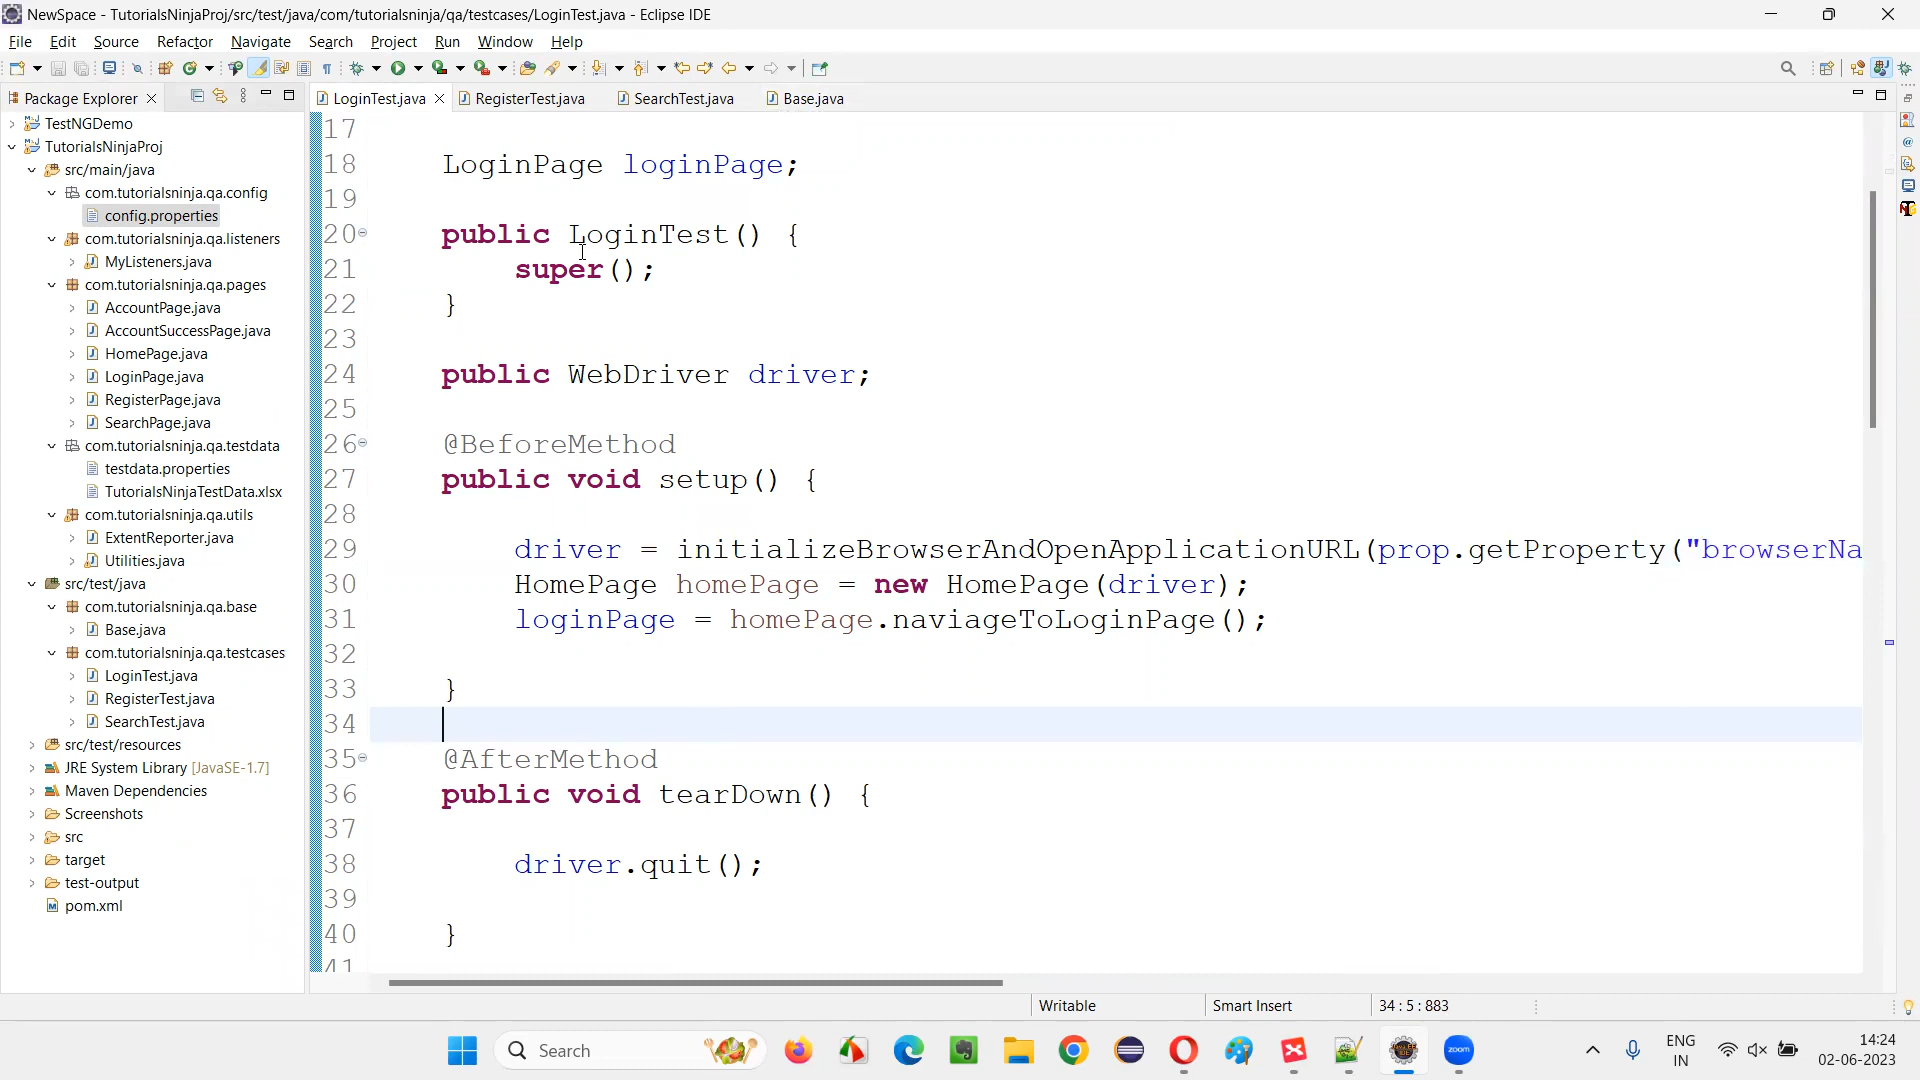 NewSpace - TutorialsNinjaProj/src/test/java/com/tutorialsninja/qa/testcases/LoginTest.java - Eclipse IDE
File Edit Source Refactor Navigate Search Project Run Window Help
Package Explorer
LoginTest.java RegisterTest.java SearchTest.java Base.java
TestNGDemo
TutorialsNinjaProj
src/main/java
com.tutorialsninja.qa.config
config.properties
com.tutorialsninja.qa.listeners
MyListeners.java
com.tutorialsninja.qa.pages
AccountPage.java
AccountSuccessPage.java
HomePage.java
LoginPage.java
RegisterPage.java
SearchPage.java
com.tutorialsninja.qa.testdata
testdata.properties
TutorialsNinjaTestData.xlsx
com.tutorialsninja.qa.utils
ExtentReporter.java
Utilities.java
src/test/java
com.tutorialsninja.qa.base
Base.java
com.tutorialsninja.qa.testcases
LoginTest.java
RegisterTest.java
SearchTest.java
src/test/resources
JRE System Library [JavaSE-1.7]
Maven Dependencies
Screenshots
src
target
test-output
pom.xml
17
18 LoginPage loginPage;
19
20 public LoginTest() {
21 super();
22 }
23
24 public WebDriver driver;
25
26 @BeforeMethod
27 public void setup() {
28
29 driver = initializeBrowserAndOpenApplicationURL(prop.getProperty("browserNa
30 HomePage homePage = new HomePage(driver);
31 loginPage = homePage.naviageToLoginPage();
32
33 }
34
35 @AfterMethod
36 public void tearDown() {
37
38 driver.quit();
39
40 }
41
Writable Smart Insert 34 : 5 : 883
Search
zoom
ENG
IN
14:24
02-06-2023